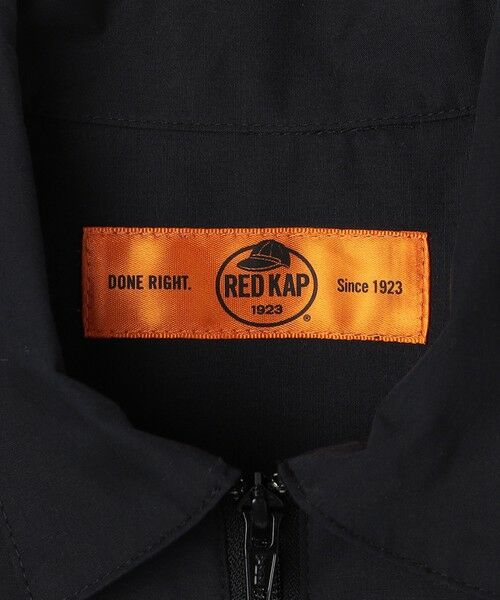 DONE RIGHT.
RED KAP
1923
®
Since 1923